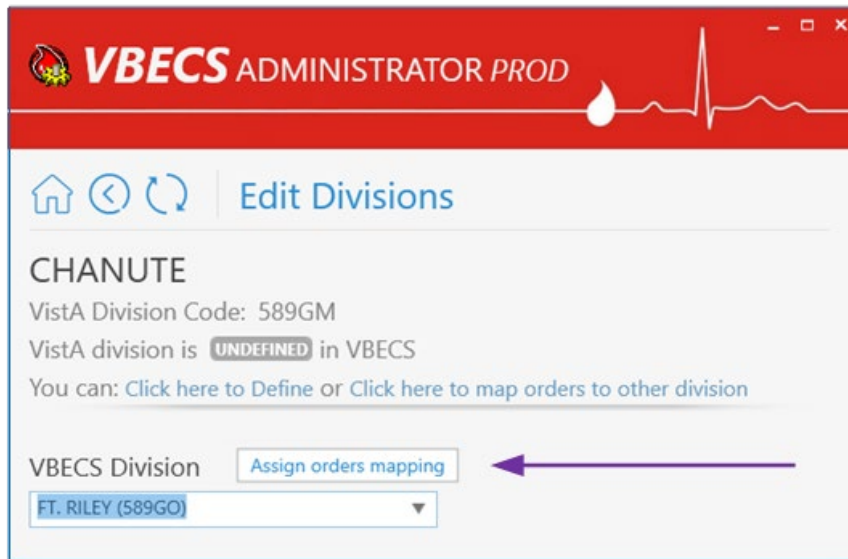 VBECS ADMINISTRATOR PROD
Edit Divisions
CHANUTE
VistA Division Code: 589GM
VistA division is UNDEFINED in VBECS
You can: Click here to Define or Click here to map orders to other division
VBECS Division Assign orders mapping
FT. RILEY (589GO)